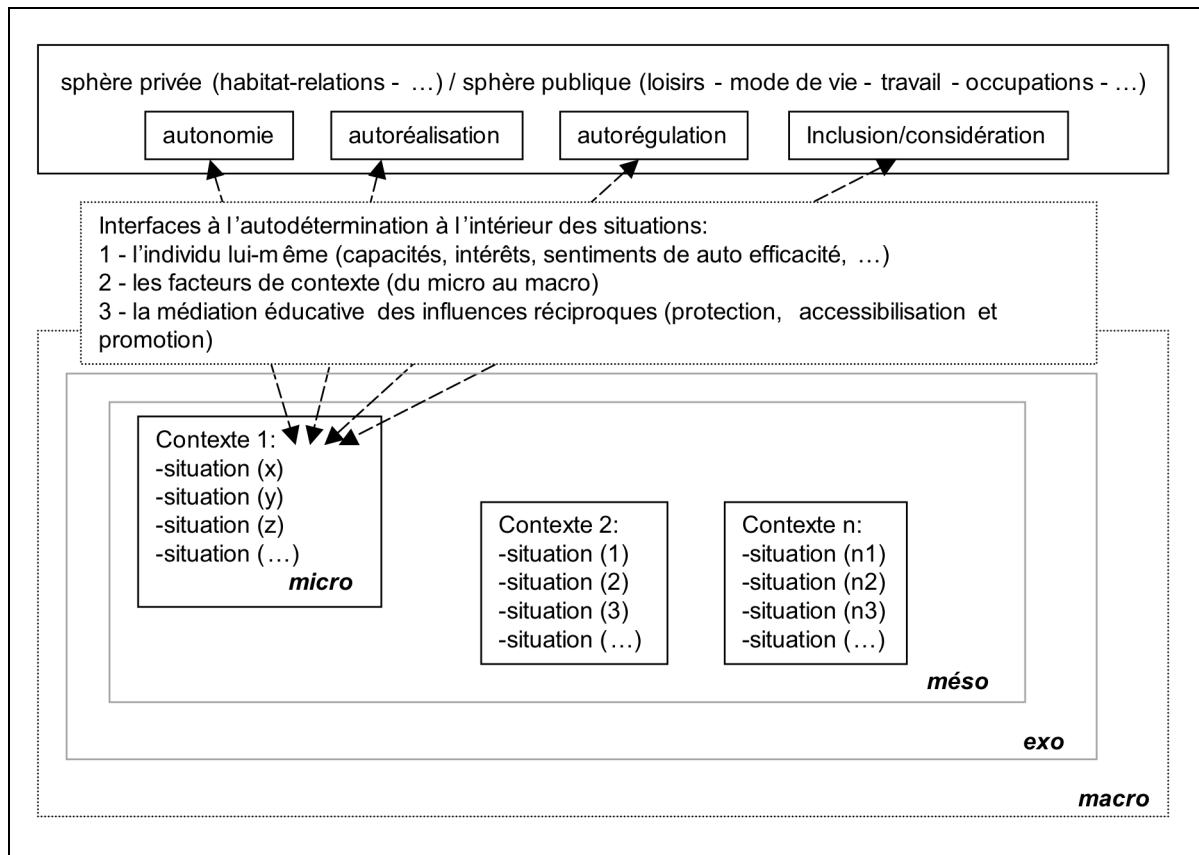 sphère privée (habitat-relations - …) / sphère publique (loisirs - mode de vie - travail - occupations - …)
autonomie
autoréalisation
autorégulation
Inclusion/considération
Interfaces à l'autodétermination à l'intérieur des situations:
1 - l'individu lui-même (capacités, intérêts, sentiments de auto efficacité, …)
2 - les facteurs de contexte (du micro au macro)
3 - la médiation éducative des influences réciproques (protection, accessibilisation et
promotion)
Contexte 1:
-situation (x)
-situation (y)
-situation (z)
-situation (…)
micro
Contexte 2:
-situation (1)
-situation (2)
-situation (3)
-situation (…)
Contexte n:
-situation (n1)
-situation (n2)
-situation (n3)
-situation (…)
méso
exo
macro